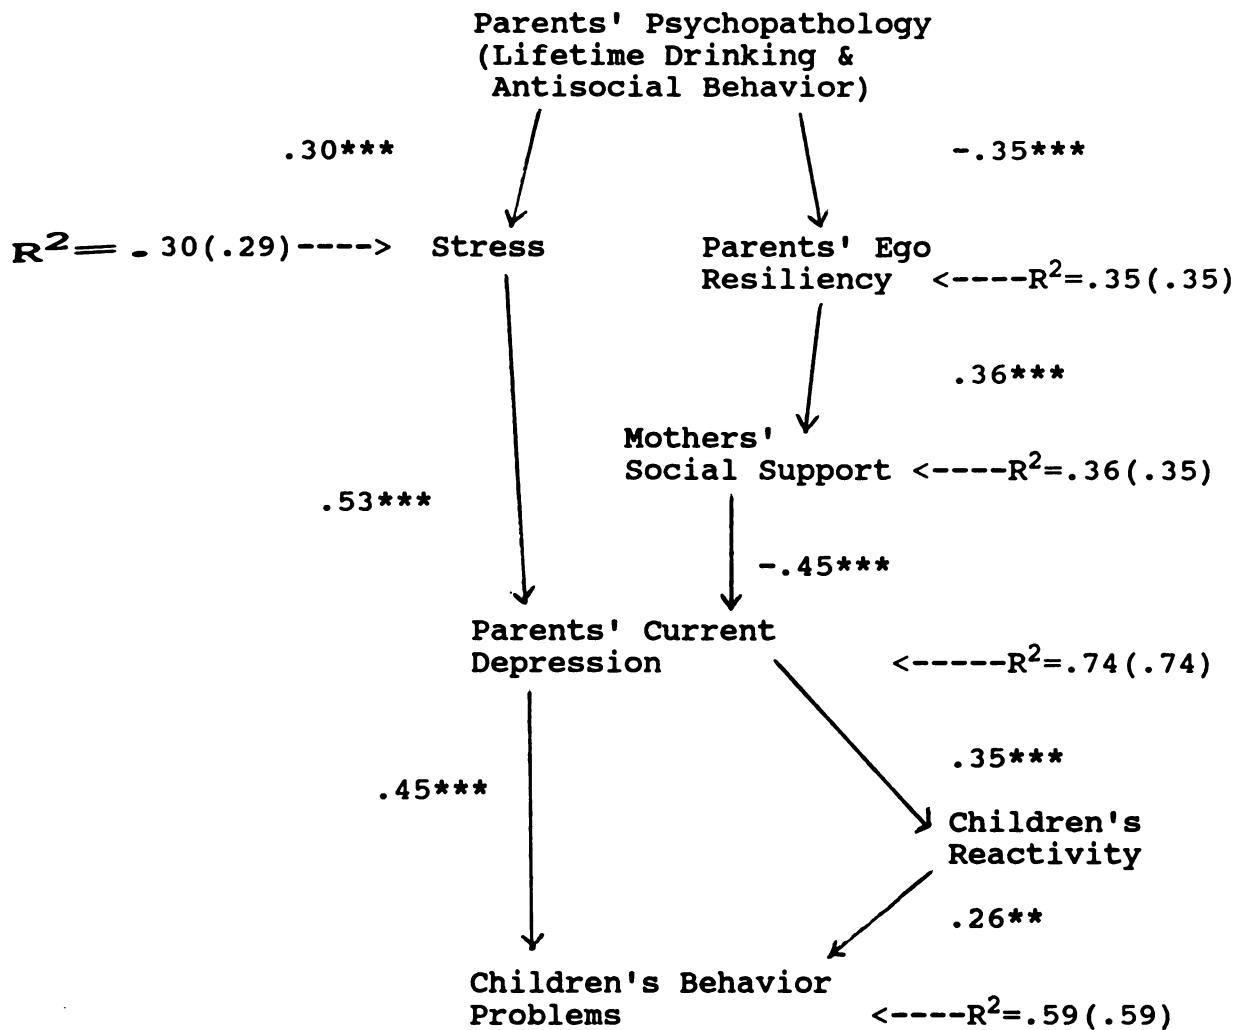 Parents' Psychopathology
(Lifetime Drinking &
Antisocial Behavior)
.30***
-.35***
R²= .30(.29)---->
Stress
Parents' Ego
Resiliency
<----R²=.35(.35)
.36***
Mothers'
Social Support
<----R²=.36(.35)
.53***
-.45***
Parents' Current
Depression
<-----R²=.74(.74)
.35***
.45***
Children's
Reactivity
.26**
Children's Behavior
Problems
<----R²=.59(.59)